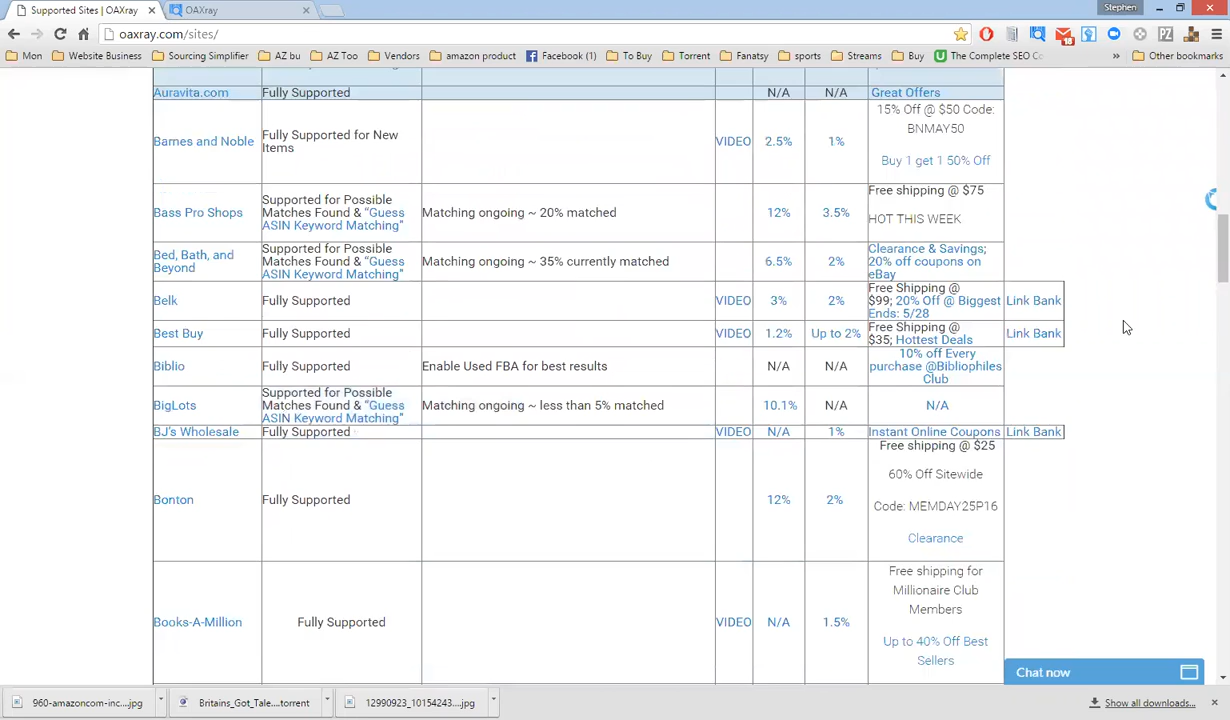 Supported Sites | OAXray
OAXray
Stephen
oaxray.com/sites/
18
PZ
Mon
Website Business
Sourcing Simplifier
AZ bu
AZ Too
Vendors
amazon product
Facebook (1)
To Buy
Torrent
Fanatsy
sports
Streams
Buy
The Complete SEO
Other bookmarks
Auravita.com Fully Supported N/A N/A Great Offers
Barnes and Noble
Fully Supported for New
Items
VIDEO 2.5% 1%
15% Off @ $50 Code:
BNMAY50
Buy 1 get 1 50% Off
Bass Pro Shops
Supported for Possible
Matches Found & “Guess
ASIN Keyword Matching”
Matching ongoing ~ 20% matched
12% 3.5%
Free shipping @ $75
HOT THIS WEEK
Bed, Bath, and
Beyond
Supported for Possible
Matches Found & “Guess
ASIN Keyword Matching”
Matching ongoing ~ 35% currently matched
6.5% 2%
Clearance & Savings;
20% off coupons on
eBay
Belk Fully Supported VIDEO 3% 2%
Free Shipping @
$99; 20% Off @ Biggest
Ends: 5/28
Link Bank
Best Buy Fully Supported VIDEO 1.2% Up to 2%
Free Shipping @
$35; Hottest Deals
Link Bank
Biblio Fully Supported Enable Used FBA for best results N/A N/A
10% off Every
purchase @Bibliophiles
Club
BigLots
Supported for Possible
Matches Found & “Guess
ASIN Keyword Matching”
Matching ongoing ~ less than 5% matched
10.1% N/A N/A
BJ's Wholesale Fully Supported VIDEO N/A 1% Instant Online Coupons Link Bank
Bonton Fully Supported 12% 2%
Free shipping @ $25
60% Off Sitewide
Code: MEMDAY25P16
Clearance
Books-A-Million Fully Supported VIDEO N/A 1.5%
Free shipping for
Millionaire Club
Members
Up to 40% Off Best
Sellers
Chat now
960-amazoncom-inc....jpg
Britains_Got_Tale....torrent
12990923_10154243....jpg
Show all downloads...